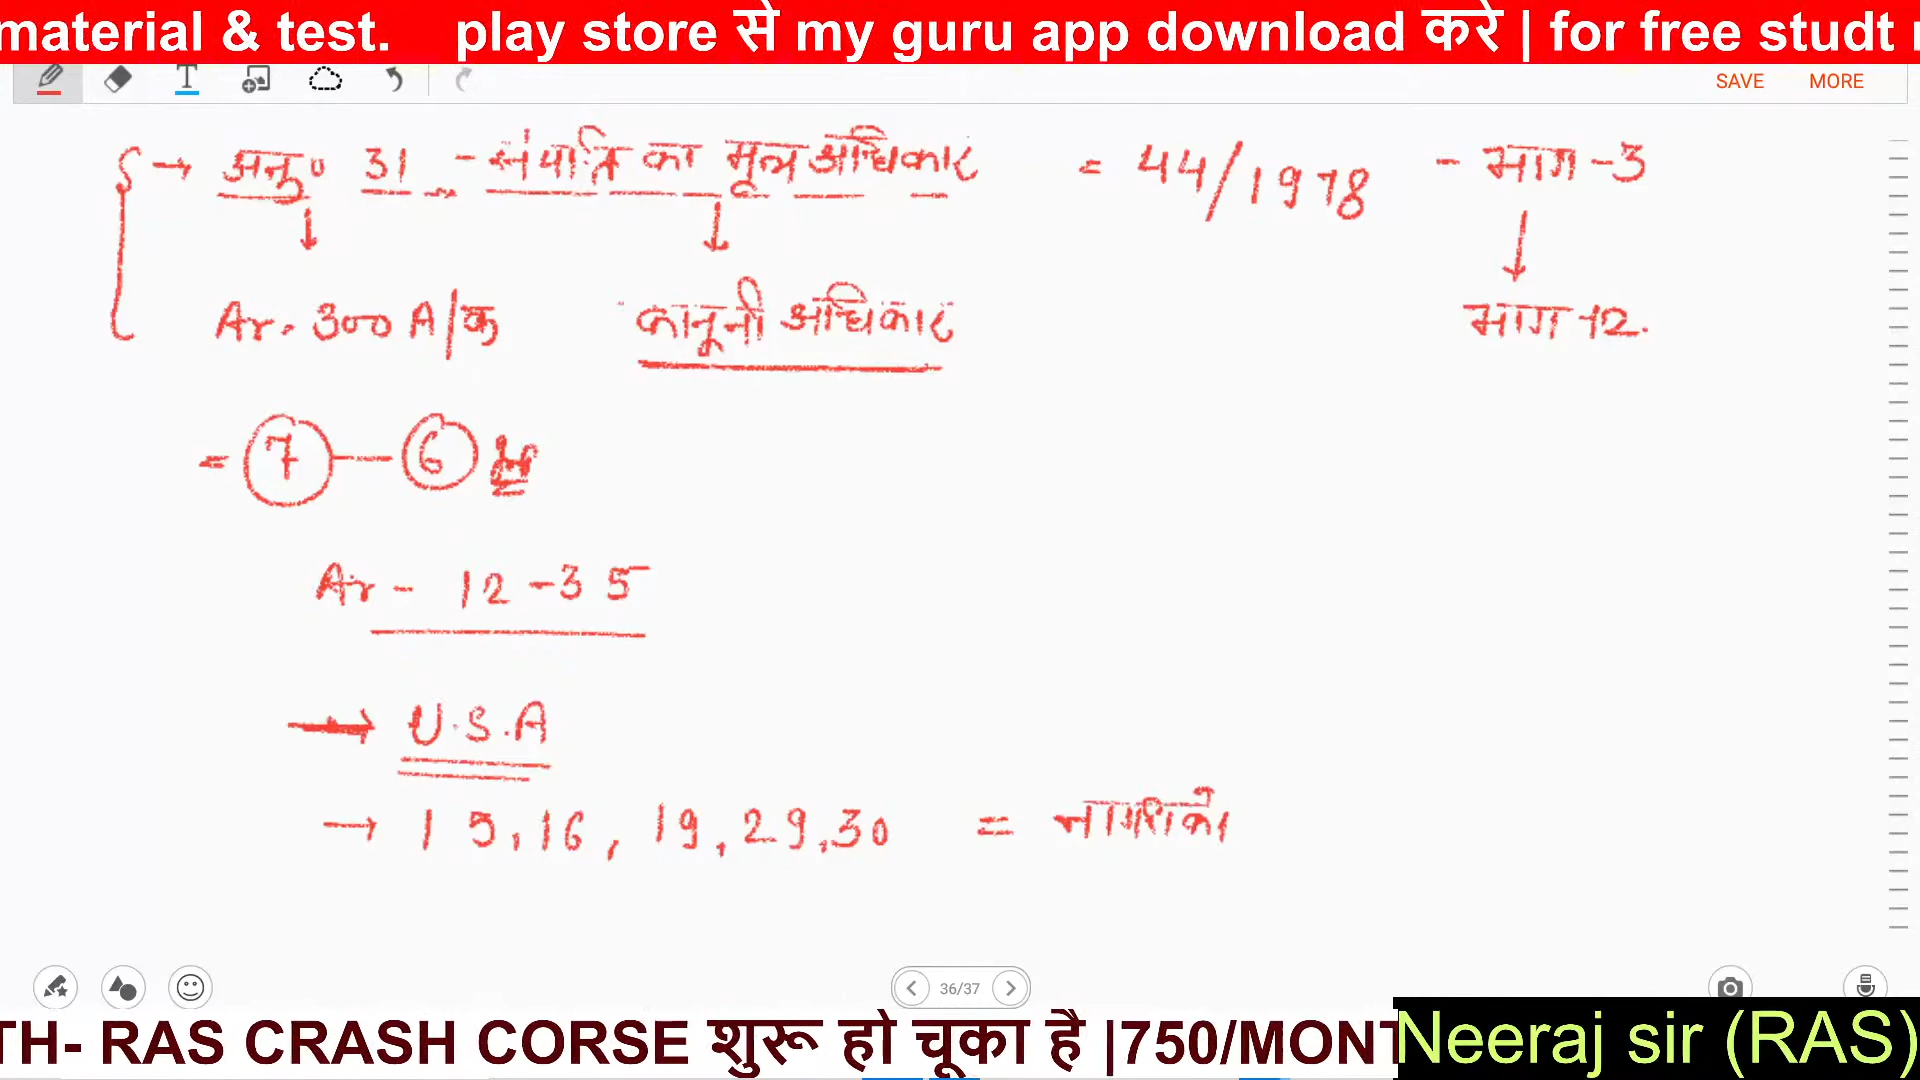 material & test. play store से my guru app download करे | for free studt
SAVE MORE
→ अनु० 31 - संपति का मूल अधिकार = 44/1978 - भाग-3
Ar. 300 A/क कानूनी अधिकार भाग-12.
= 7 — 6
Ar - 12-35
→ U.S.A
→ 15,16, 19,29,30 = नागरिको
36/37
TH- RAS CRASH CORSE शुरू हो चूका है |750/MONT
Neeraj sir (RAS)